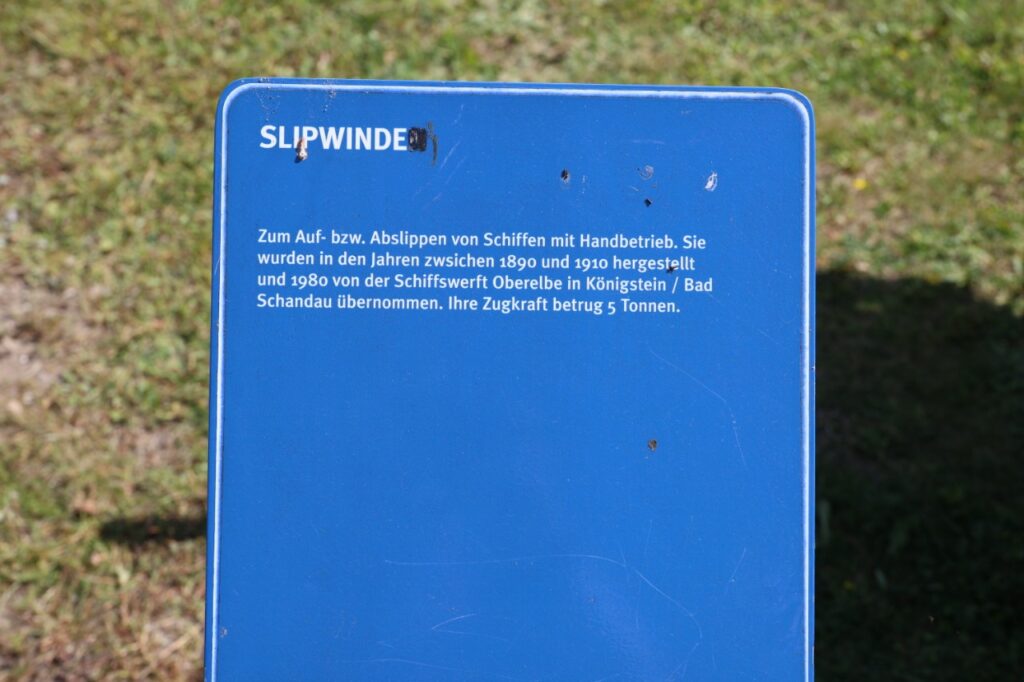 SLIPWINDE
Zum Auf- bzw. Abslippen von Schiffen mit Handbetrieb. Sie
wurden in den Jahren zwsichen 1890 und 1910 hergestellt
und 1980 von der Schiffswerft Oberelbe in Königstein / Bad
Schandau übernommen. Ihre Zugkraft betrug 5 Tonnen.